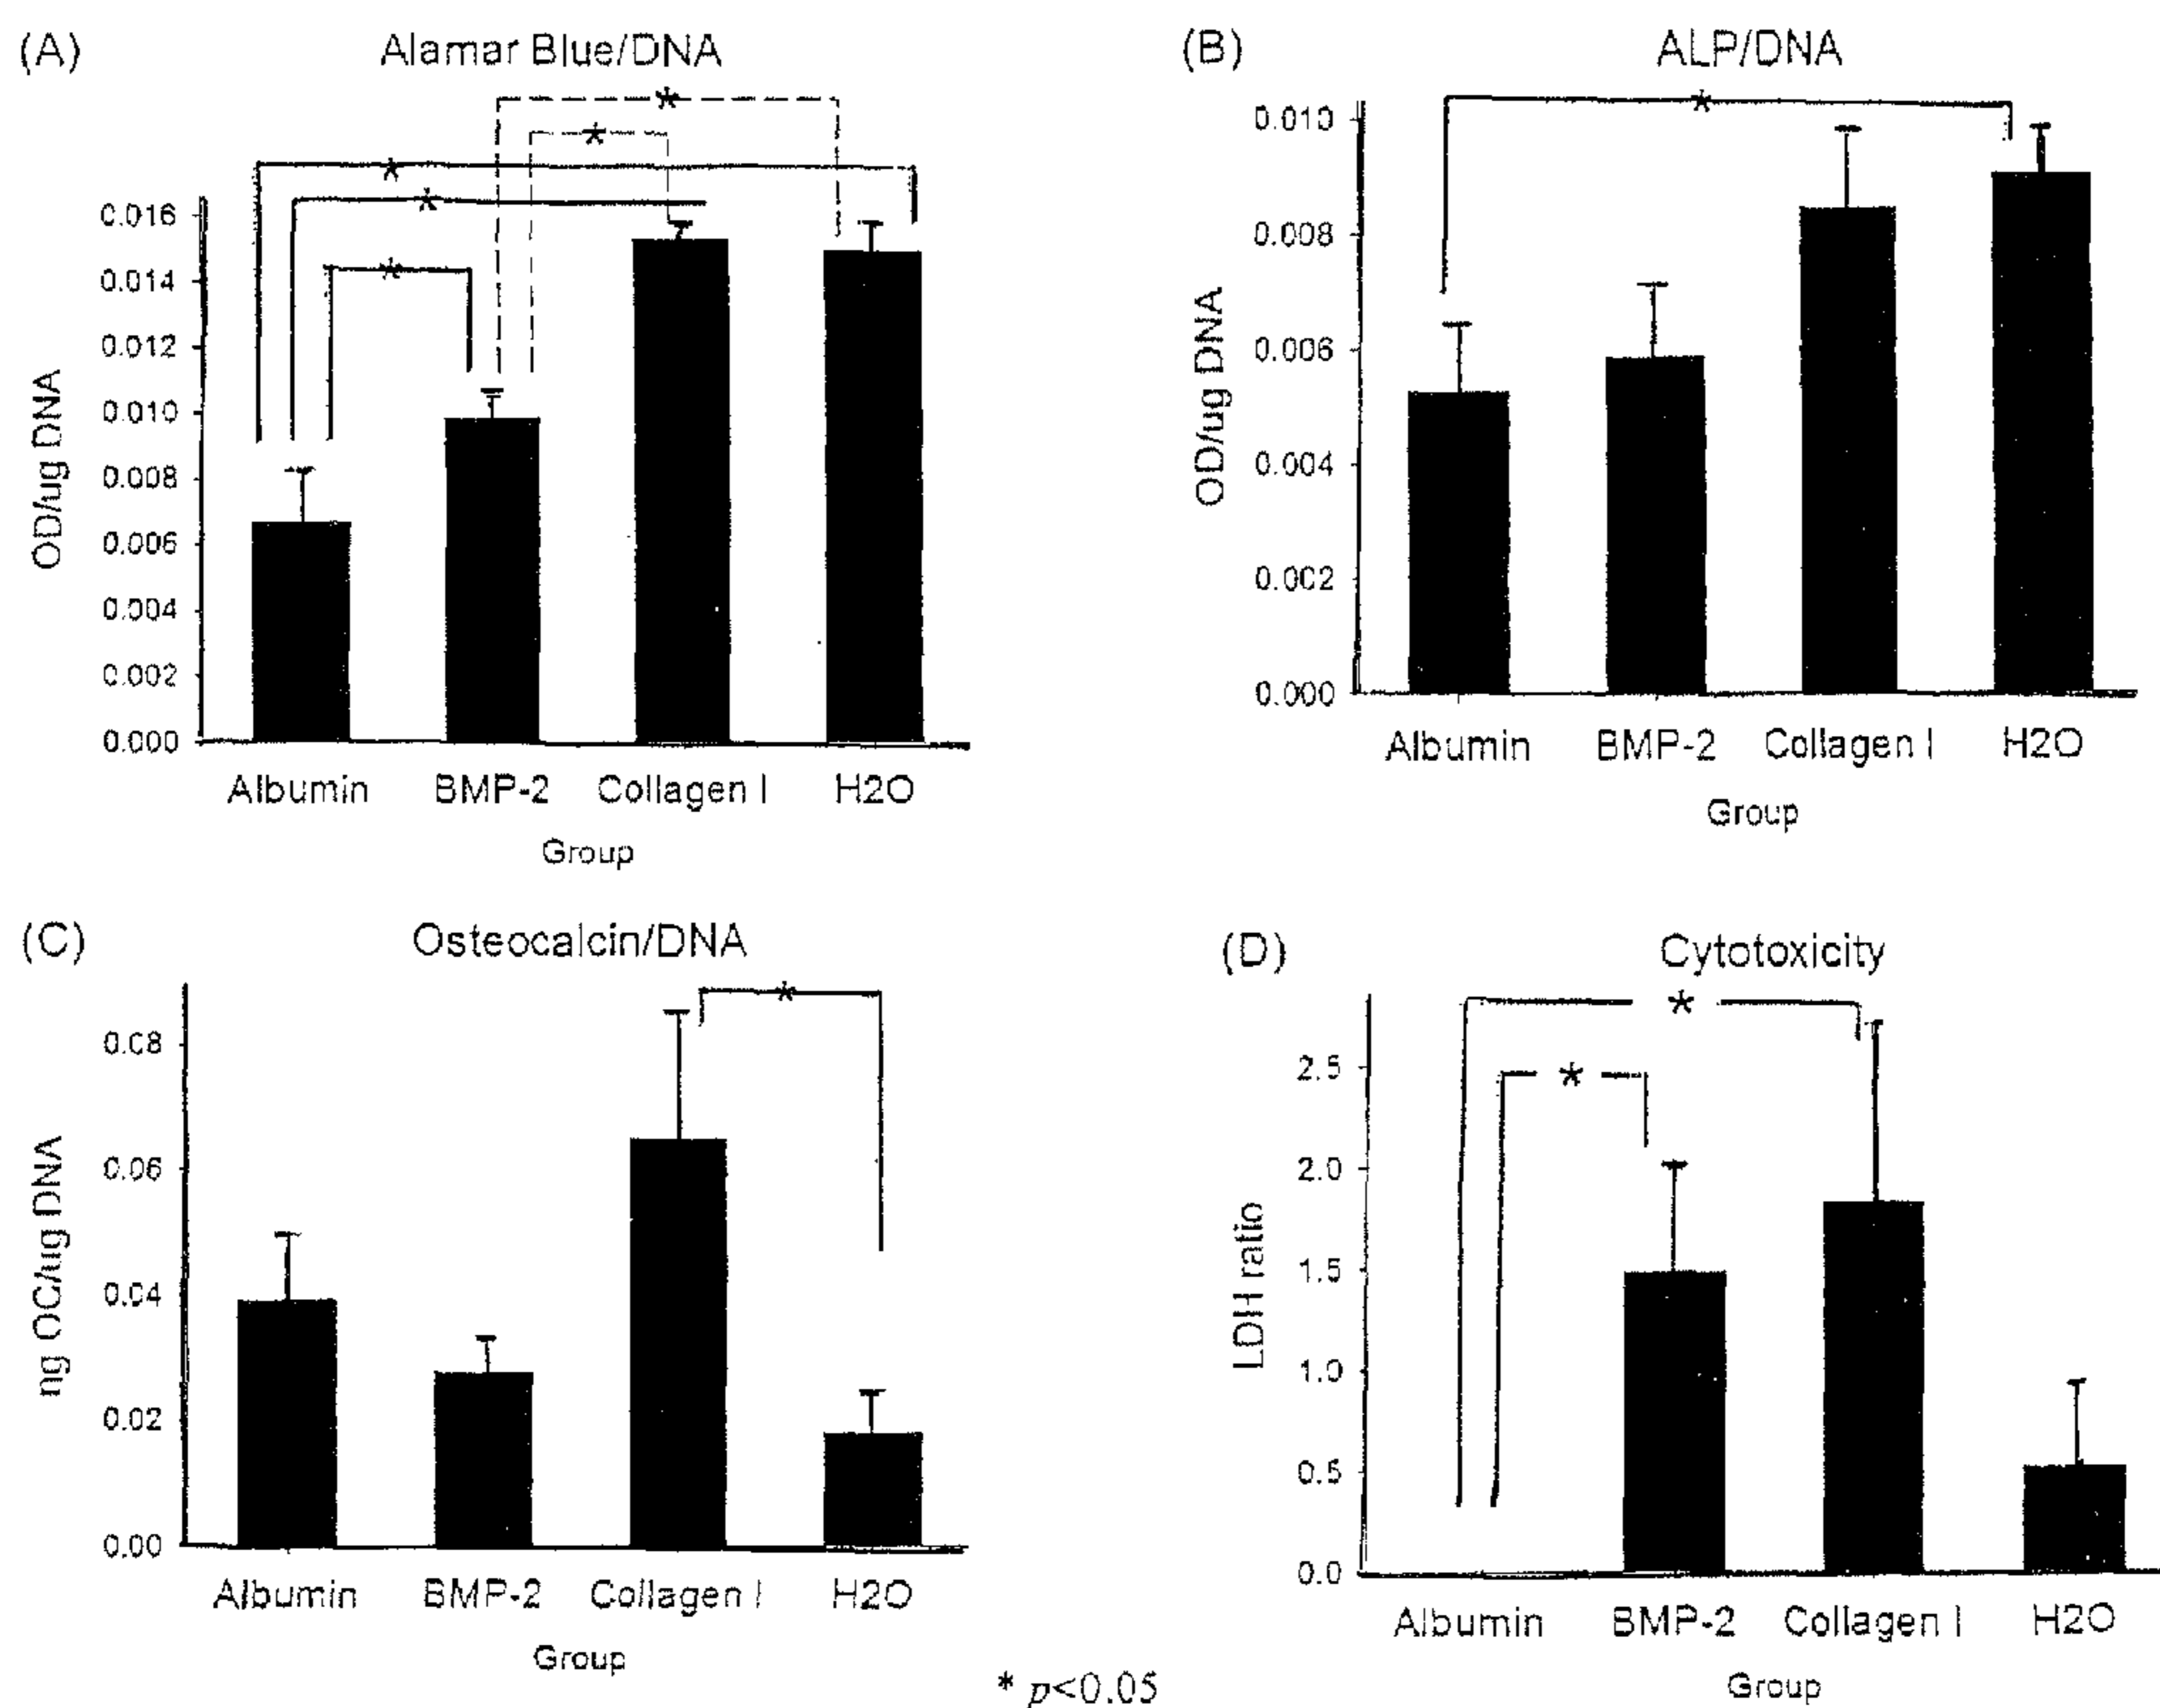 (A) Alamar Blue/DNA
*
*
*
*
*
OD/ug DNA
0.016
0.014
0.012
0.010
0.008
0.006
0.004
0.002
0.000
Albumin BMP-2 Collagen I H2O
Group
(B) ALP/DNA
*
OD/ug DNA
0.010
0.008
0.006
0.004
0.002
0.000
Albumin BMP-2 Collagen I H2O
Group
(C) Osteocalcin/DNA
*
ng OC/ug DNA
0.08
0.06
0.04
0.02
0.00
Albumin BMP-2 Collagen I H2O
Group
(D) Cytotoxicity
*
*
LDH ratio
2.5
2.0
1.5
1.0
0.5
0.0
Albumin BMP-2 Collagen I H2O
Group
* p<0.05